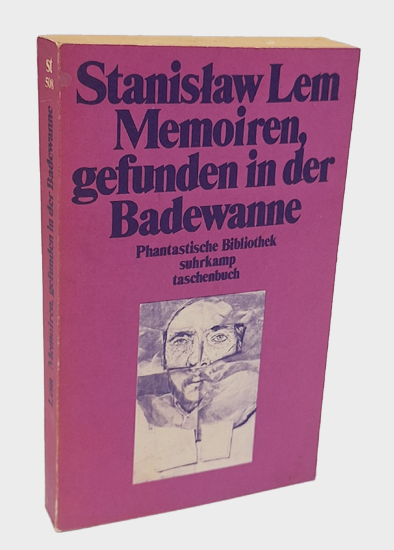 Stanisław Lem
Memoiren,
gefunden in der
Badewanne
Phantastische Bibliothek
suhrkamp
taschenbuch
st
508
Lem Memoiren, gefunden in der Badewanne